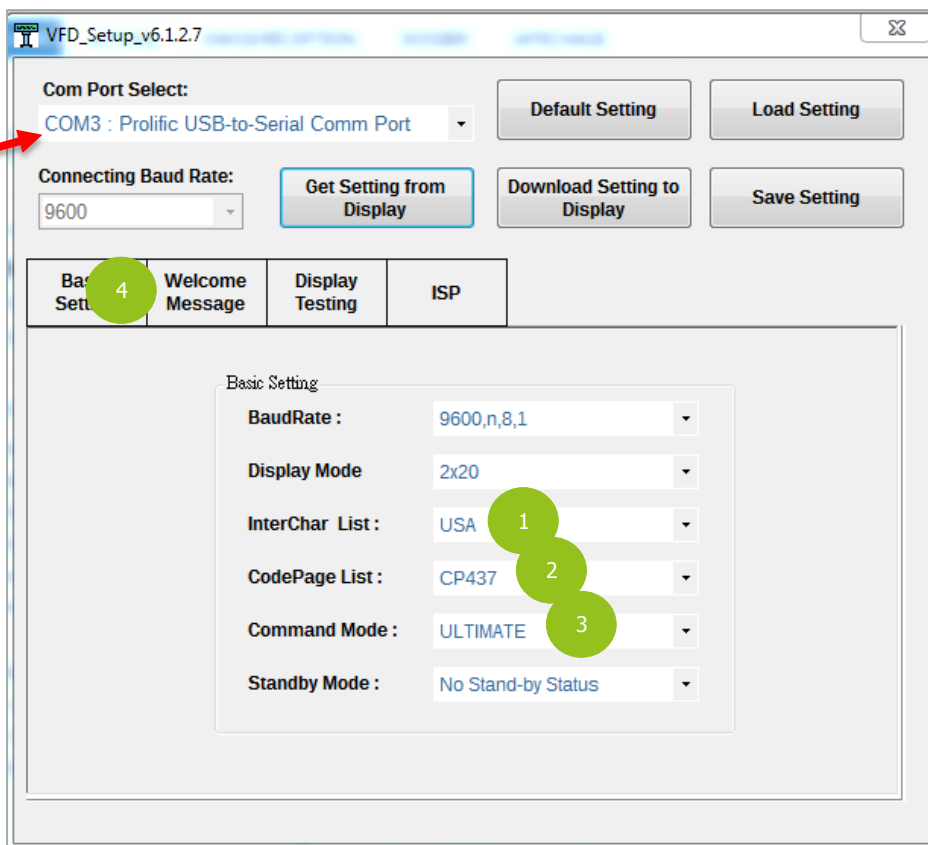 VFD_Setup_v6.1.2.7
Com Port Select:
COM3 : Prolific USB-to-Serial Comm Port
Default Setting
Load Setting
Connecting Baud Rate:
9600
Get Setting from
Display
Download Setting to
Display
Save Setting
4
Welcome
Message
Display
Testing
ISP
Basic Setting
BaudRate :
9600,n,8,1
Display Mode
2x20
InterChar List :
USA
1
CodePage List :
CP437
2
Command Mode :
ULTIMATE
3
Standby Mode :
No Stand-by Status